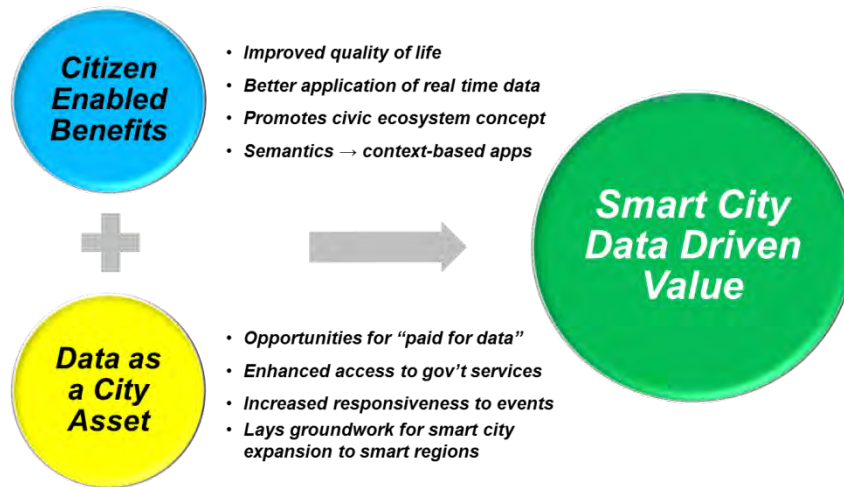 Citizen
Enabled
Benefits
• Improved quality of life
• Better application of real time data
• Promotes civic ecosystem concept
• Semantics → context-based apps
Smart City
Data Driven
Value
Data as
a City
Asset
• Opportunities for “paid for data”
• Enhanced access to gov’t services
• Increased responsiveness to events
• Lays groundwork for smart city
expansion to smart regions